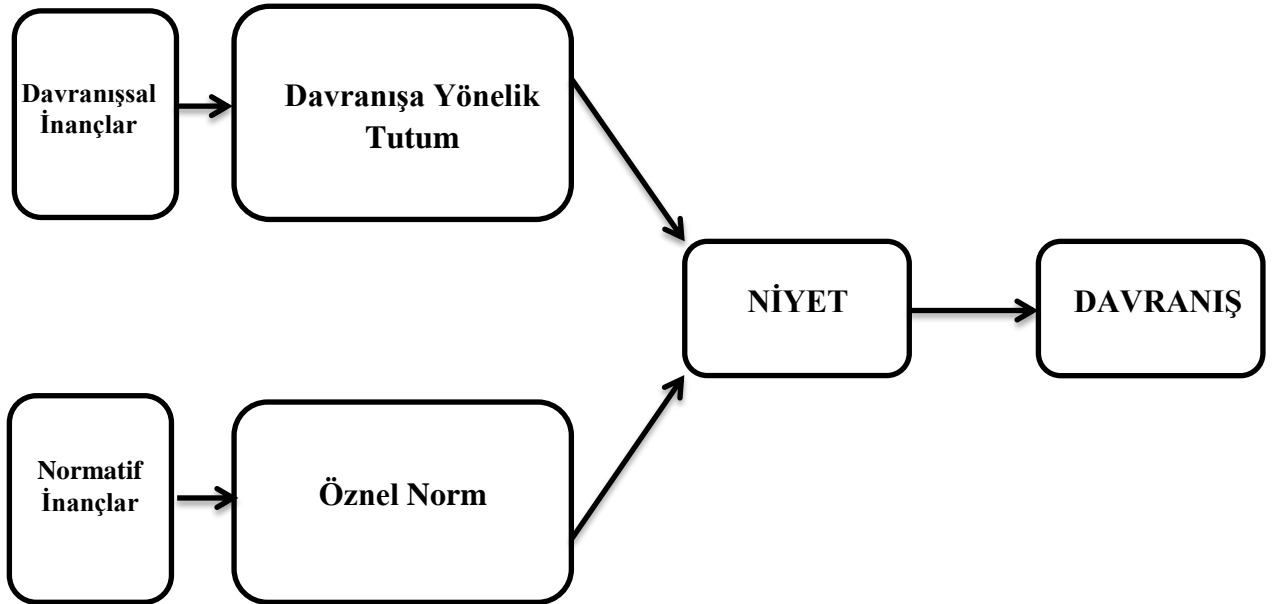 Davranışsal
İnançlar
Davranışa Yönelik
Tutum
NİYET
DAVRANIŞ
Normatif
İnançlar
Öznel Norm